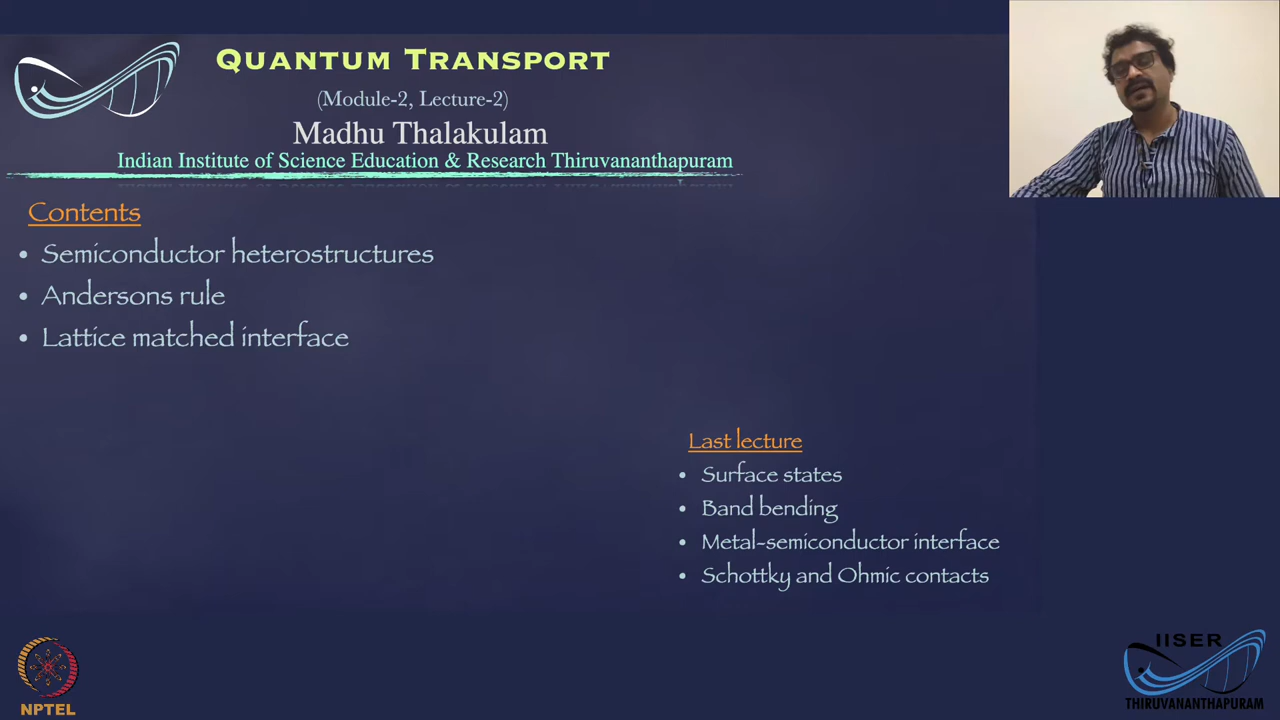 QUANTUM TRANSPORT
(Module-2, Lecture-2)
Madhu Thalakulam
Indian Institute of Science Education & Research Thiruvananthapuram
Contents
• Semiconductor heterostructures
• Andersons rule
• Lattice matched interface
Last lecture
• Surface states
• Band bending
• Metal-semiconductor interface
• Schottky and Ohmic contacts
NPTEL
IISER
THIRUVANANTHAPURAM